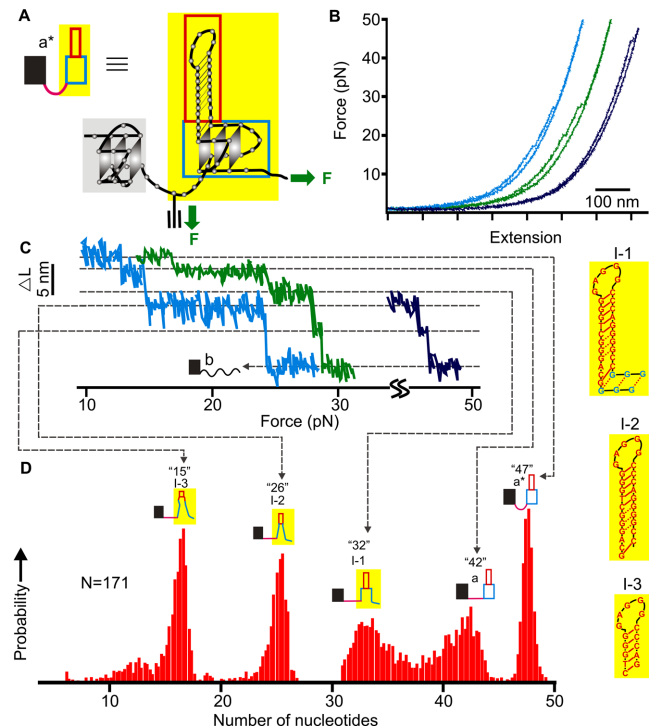 A
a*
F
F
B
Force (pN)
50
40
30
20
10
100 nm
Extension
C
△L
5 nm
b
10
20
30
50
Force (pN)
I-1
I-2
I-3
D
Probability
N=171
“15”
I-3
“26”
I-2
“32”
I-1
“42”
a
“47”
a*
10
20
30
40
50
Number of nucleotides